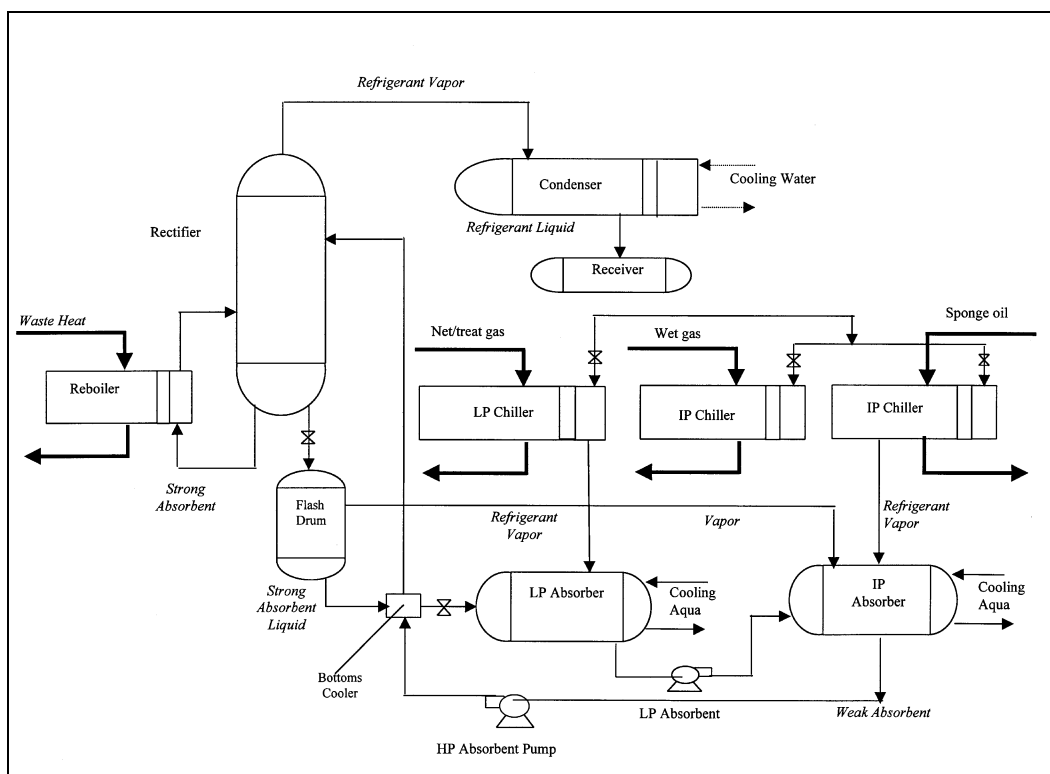 Refrigerant Vapor
Condenser
Cooling Water
Refrigerant Liquid
Rectifier
Receiver
Waste Heat
Net/treat gas
Wet gas
Sponge oil
Reboiler
LP Chiller
IP Chiller
IP Chiller
Strong
Absorbent
Flash
Drum
Refrigerant
Vapor
Vapor
Refrigerant
Vapor
Strong
Absorbent
Liquid
LP Absorber
Cooling
Aqua
IP
Absorber
Cooling
Aqua
Bottoms
Cooler
LP Absorbent
Weak Absorbent
HP Absorbent Pump